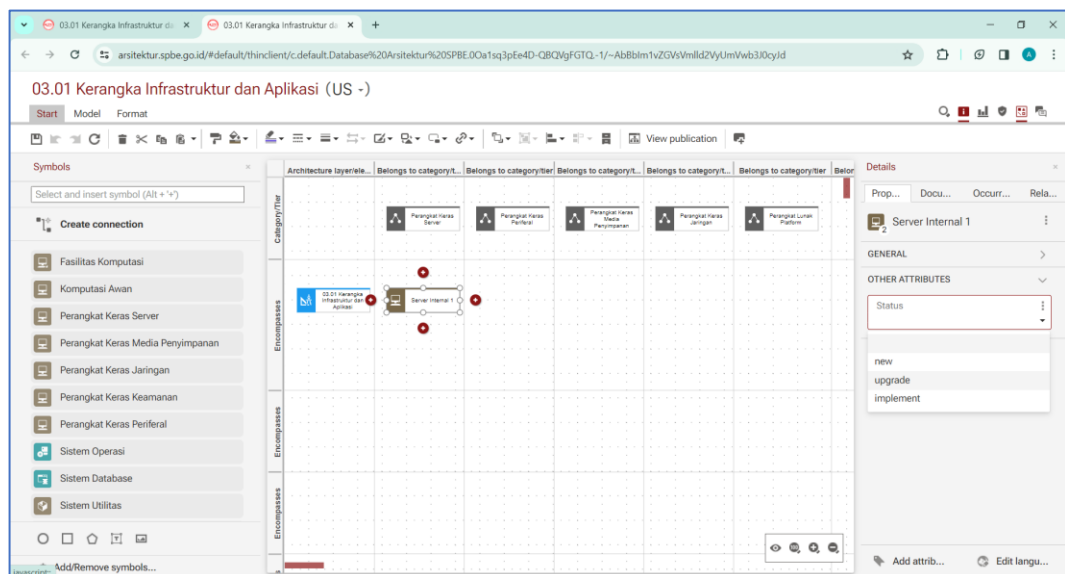 03.01 Kerangka Infrastruktur da
03.01 Kerangka Infrastruktur da
arsitektur.spbe.go.id/#default/thinclient/c.default.Database%20Arsitektur%20SPBE.0Oa1sq3pEe4D-QBQVgFGTQ.-1/~AbBbIm1vZGVsVmlld2VyUmVwb3J0cyJd
A
03.01 Kerangka Infrastruktur dan Aplikasi (US -)
Start Model Format
View publication
Symbols
Select and insert symbol (Alt + '+')
Create connection
Fasilitas Komputasi
Komputasi Awan
Perangkat Keras Server
Perangkat Keras Media Penyimpanan
Perangkat Keras Jaringan
Perangkat Keras Keamanan
Perangkat Keras Periferal
Sistem Operasi
Sistem Database
Sistem Utilitas
Add/Remove symbols...
javascript:
Architecture layer/ele... Belongs to category/t... Belongs to category/tier Belongs to category/t... Belongs to category/t... Belongs to category/tier Belon
Category/Tier
Perangkat Keras Server
Perangkat Keras Periferal
Perangkat Keras Media Penyimpanan
Perangkat Keras Jaringan
Perangkat Lunak Platform
Encompasses
03.01 Kerangka Infrastruktur dan Aplikasi
Server Internal 1
Encompasses
Encompasses
Details
Prop... Docu... Occurr... Rela...
2
Server Internal 1
GENERAL
OTHER ATTRIBUTES
Status
new
upgrade
implement
Add attrib... Edit langu...